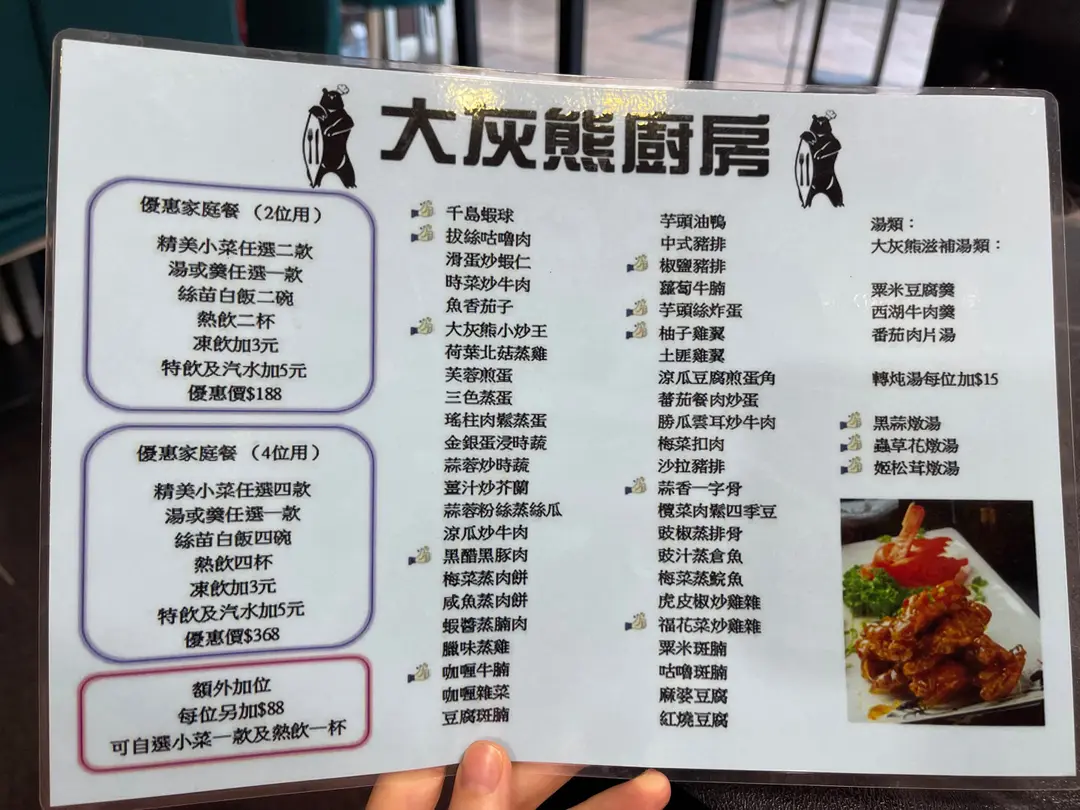 大灰熊廚房
優惠家庭餐 （2位用）
精美小菜任選二款
湯或羹任選一款
絲苗白飯二碗
熱飲二杯
凍飲加3元
特飲及汽水加5元
優惠價$188
優惠家庭餐 （4位用）
精美小菜任選四款
湯或羹任選一款
絲苗白飯四碗
熱飲四杯
凍飲加3元
特飲及汽水加5元
優惠價$368
額外加位
每位另加$88
可自選小菜一款及熱飲一杯
千島蝦球
拔絲咕嚕肉
滑蛋炒蝦仁
時菜炒牛肉
魚香茄子
大灰熊小炒王
荷葉北菇蒸雞
芙蓉煎蛋
三色蒸蛋
瑤柱肉鬆蒸蛋
金銀蛋浸時蔬
蒜蓉炒時蔬
薑汁炒芥蘭
蒜蓉粉絲蒸絲瓜
涼瓜炒牛肉
黑醋黑豚肉
梅菜蒸肉餅
咸魚蒸肉餅
蝦醬蒸腩肉
臘味蒸雞
咖喱牛腩
咖喱雜菜
豆腐斑腩
芋頭油鴨
中式豬排
椒鹽豬排
蘿蔔牛腩
芋頭絲炸蛋
柚子雞翼
土匪雞翼
涼瓜豆腐煎蛋角
蕃茄餐肉炒蛋
勝瓜雲耳炒牛肉
梅菜扣肉
沙拉豬排
蒜香一字骨
欖菜肉鬆四季豆
豉椒蒸排骨
豉汁蒸倉魚
梅菜蒸鯇魚
虎皮椒炒雞雜
福花菜炒雞雜
粟米斑腩
咕嚕斑腩
麻婆豆腐
紅燒豆腐
湯類：
大灰熊滋補湯類：
粟米豆腐羹
西湖牛肉羹
番茄肉片湯
轉炖湯每位加$15
黑蒜燉湯
蟲草花燉湯
姬松茸燉湯